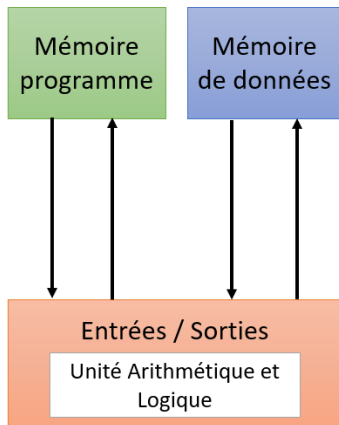 Mémoire
programme
Mémoire
de données
Entrées / Sorties
Unité Arithmétique et
Logique